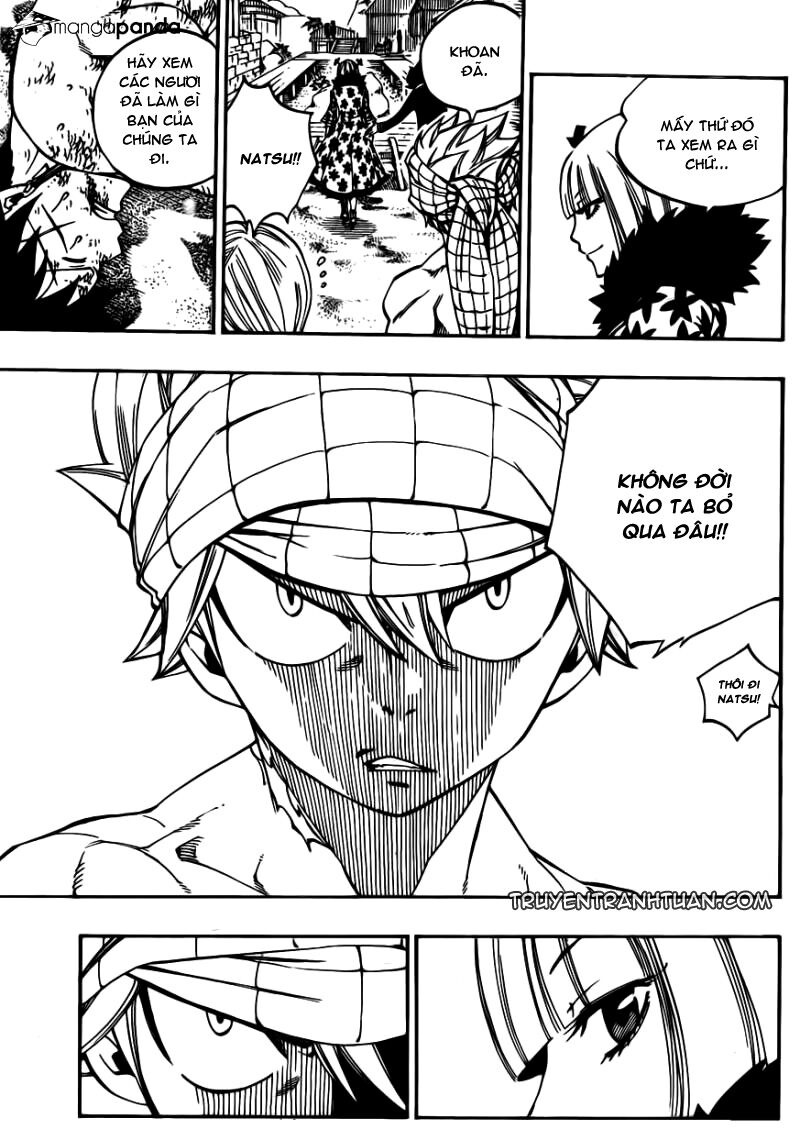 mangapanda
MẤY THỨ ĐÓ
TA XEM RA GÌ
CHỨ...
KHOAN
ĐÃ.
NATSU!!
HÃY XEM
CÁC NGƯƠI
ĐÃ LÀM GÌ
BẠN CỦA
CHÚNG TA
ĐI.
KHÔNG ĐỜI
NÀO TA BỎ
QUA ĐÂU!!
THÔI ĐI
NATSU!
TRUYENTRANHTUAN.COM